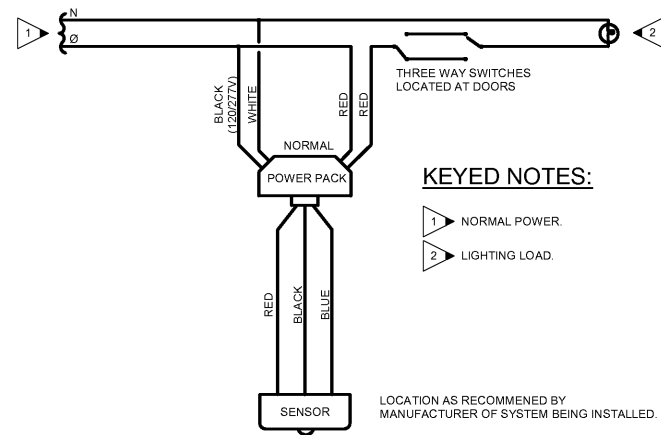 N
1
Ø
2
THREE WAY SWITCHES
LOCATED AT DOORS
BLACK
(120/277V)
WHITE
RED
RED
NORMAL
POWER PACK
KEYED NOTES:
1 NORMAL POWER.
2 LIGHTING LOAD.
RED
BLACK
BLUE
SENSOR
LOCATION AS RECOMMENED BY
MANUFACTURER OF SYSTEM BEING INSTALLED.